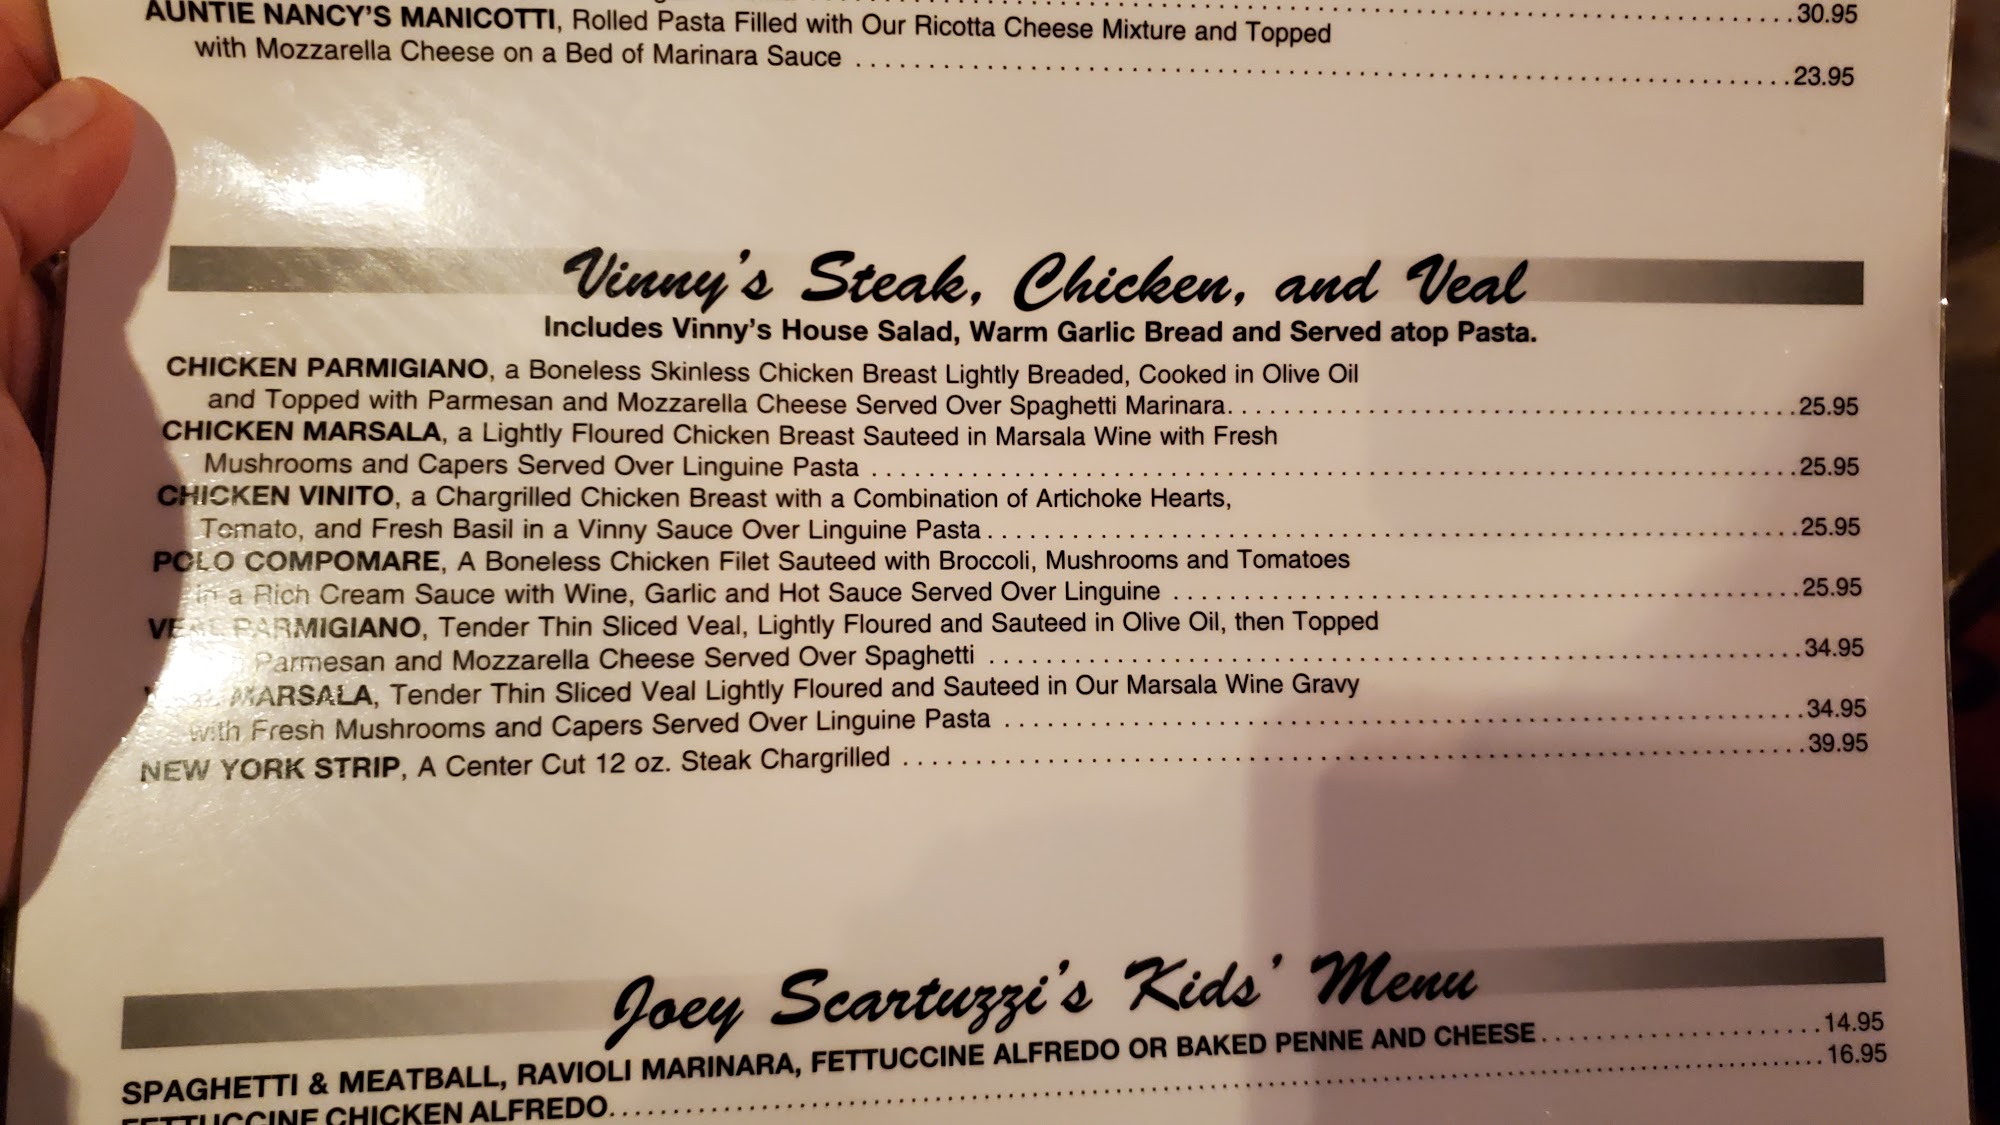 30.95
AUNTIE NANCY'S MANICOTTI, Rolled Pasta Filled with Our Ricotta Cheese Mixture and Topped
with Mozzarella Cheese on a Bed of Marinara Sauce 23.95
Vinny's Steak, Chicken, and Veal
Includes Vinny's House Salad, Warm Garlic Bread and Served atop Pasta.
CHICKEN PARMIGIANO, a Boneless Skinless Chicken Breast Lightly Breaded, Cooked in Olive Oil
and Topped with Parmesan and Mozzarella Cheese Served Over Spaghetti Marinara. 25.95
CHICKEN MARSALA, a Lightly Floured Chicken Breast Sauteed in Marsala Wine with Fresh
Mushrooms and Capers Served Over Linguine Pasta 25.95
CHICKEN VINITO, a Chargrilled Chicken Breast with a Combination of Artichoke Hearts,
Tomato, and Fresh Basil in a Vinny Sauce Over Linguine Pasta 25.95
POLO COMPOMARE, A Boneless Chicken Filet Sauteed with Broccoli, Mushrooms and Tomatoes
in a Rich Cream Sauce with Wine, Garlic and Hot Sauce Served Over Linguine 25.95
VEAL PARMIGIANO, Tender Thin Sliced Veal, Lightly Floured and Sauteed in Olive Oil, then Topped
Parmesan and Mozzarella Cheese Served Over Spaghetti 34.95
VEAL MARSALA, Tender Thin Sliced Veal Lightly Floured and Sauteed in Our Marsala Wine Gravy
with Fresh Mushrooms and Capers Served Over Linguine Pasta 34.95
NEW YORK STRIP, A Center Cut 12 oz. Steak Chargrilled 39.95
Joey Scartuzzi's Kids' Menu
SPAGHETTI & MEATBALL, RAVIOLI MARINARA, FETTUCCINE ALFREDO OR BAKED PENNE AND CHEESE 14.95
FETTUCCINE CHICKEN ALFREDO 16.95